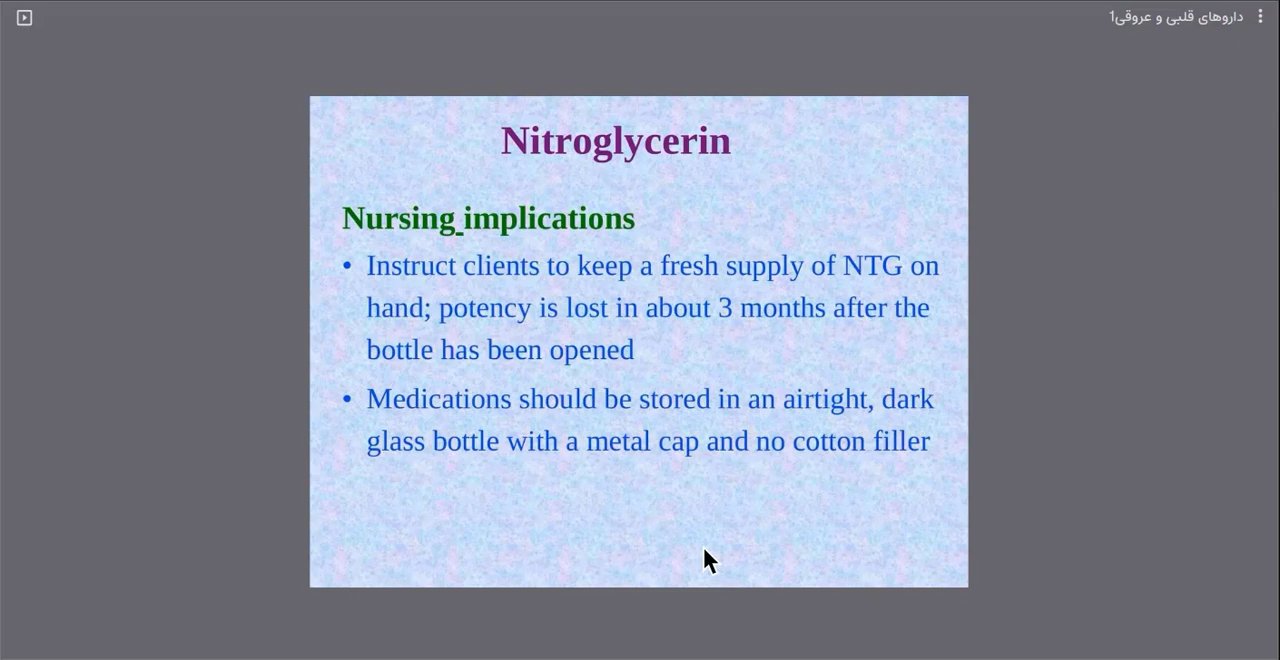 داروهای قلبی و عروقی1
Nitroglycerin
Nursing implications
• Instruct clients to keep a fresh supply of NTG on
hand; potency is lost in about 3 months after the
bottle has been opened
• Medications should be stored in an airtight, dark
glass bottle with a metal cap and no cotton filler